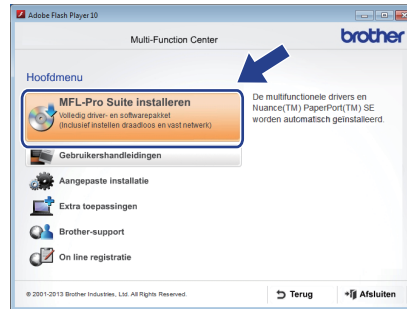 Adobe Flash Player 10
Multi-Function Center
brother
Hoofdmenu
MFL-Pro Suite installeren
Volledig driver- en softwarepakket
(Inclusief instellen draadloos en vast netwerk)
De multifunctionele drivers en
Nuance(TM) PaperPort(TM) SE
worden automatisch geïnstalleerd.
Gebruikershandleidingen
Aangepaste installatie
Extra toepassingen
Brother-support
On line registratie
© 2001-2013 Brother Industries, Ltd. All Rights Reserved.
Terug
Afsluiten